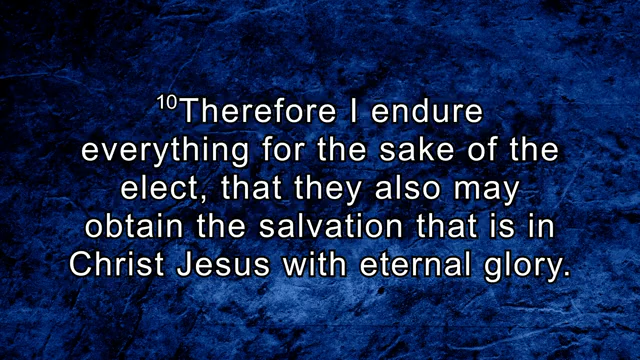 ¹⁰Therefore I endure
everything for the sake of the
elect, that they also may
obtain the salvation that is in
Christ Jesus with eternal glory.